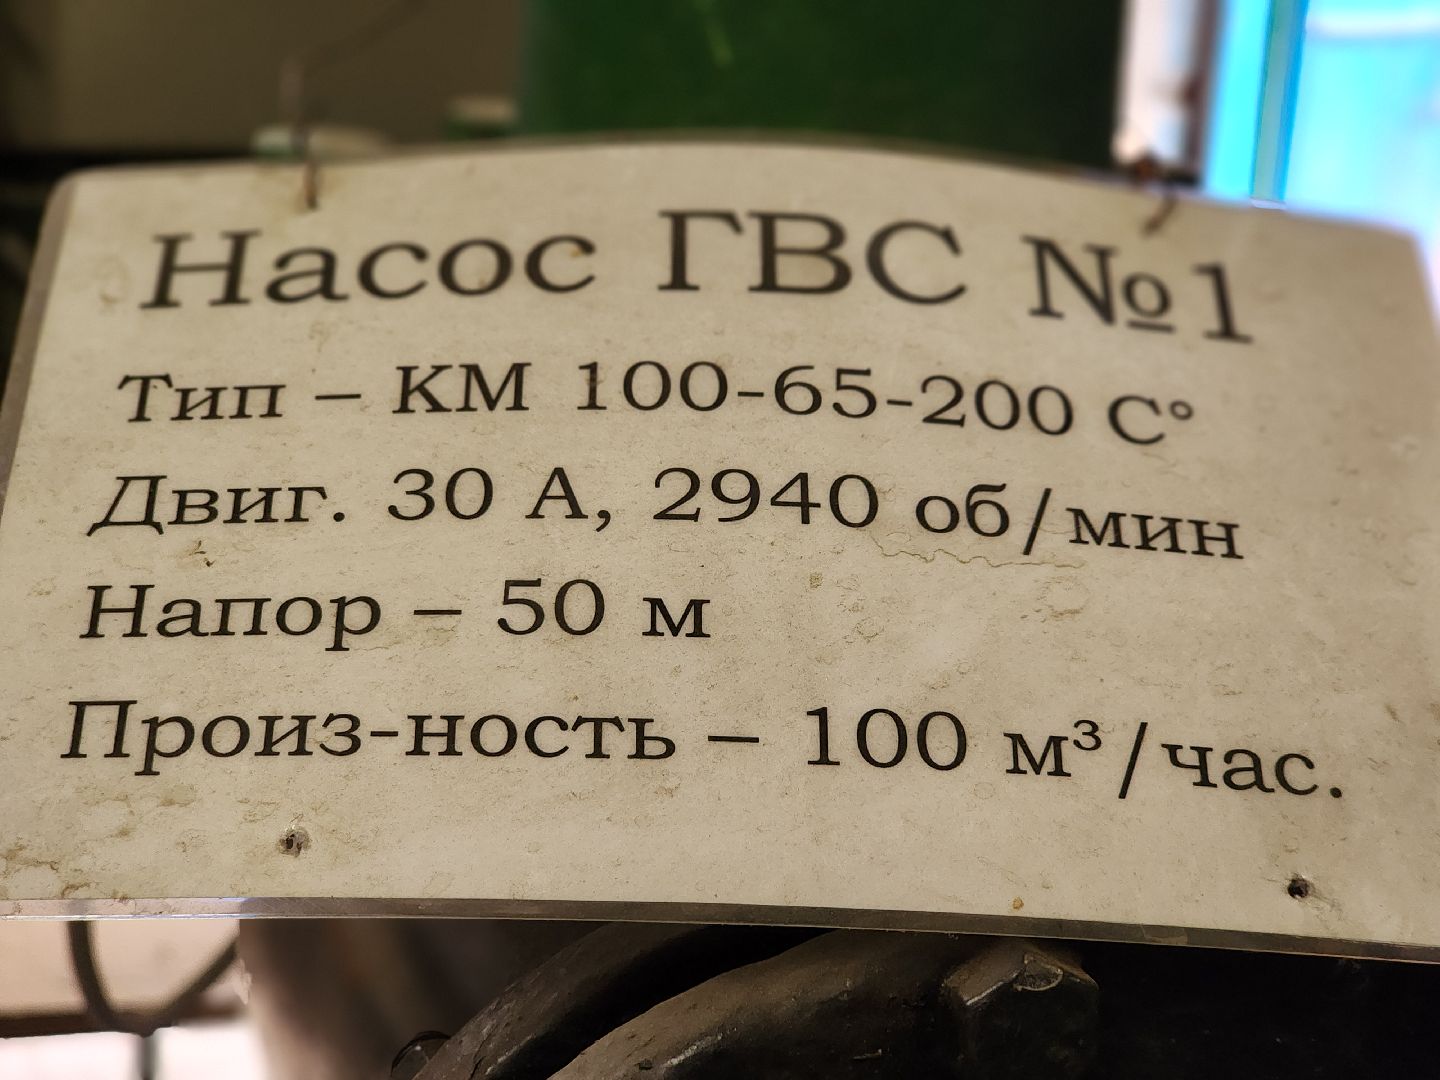 Насос ГВС №1
Тип – КМ 100-65-200 С°
Двиг. 30 А, 2940 об/мин
Напор – 50 м
Произ-ность – 100 м³/час.